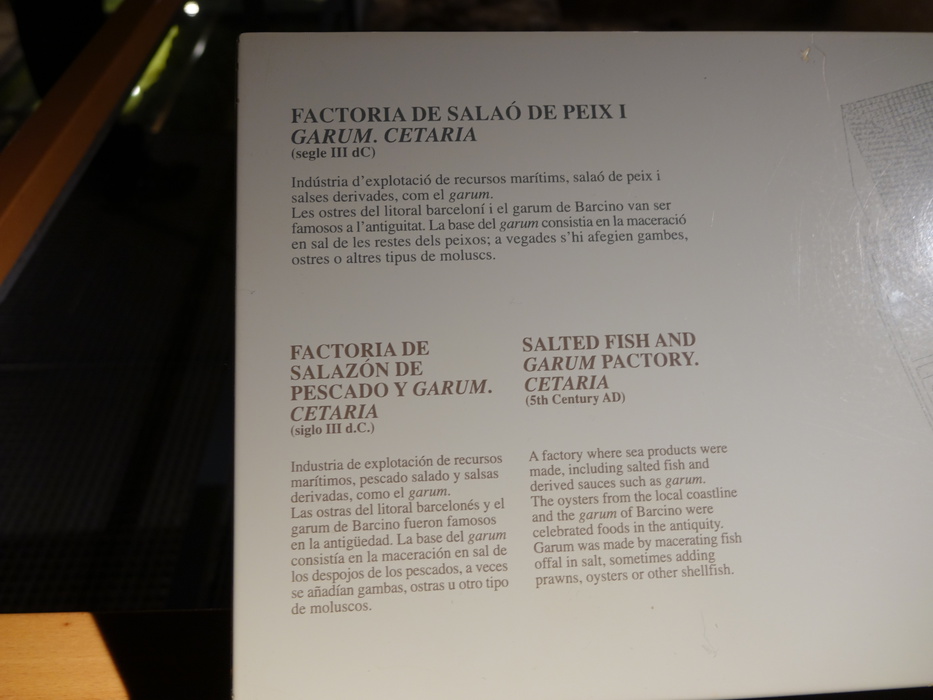 FACTORIA DE SALAÓ DE PEIX I
GARUM. CETARIA
(segle III dC)
Indústria d'explotació de recursos marítims, salaó de peix i
salses derivades, com el garum.
Les ostres del litoral barceloní i el garum de Barcino van ser
famosos a l'antiguitat. La base del garum consistia en la maceració
en sal de les restes dels peixos; a vegades s'hi afegien gambes,
ostres o altres tipus de moluscs.
FACTORIA DE
SALAZÓN DE
PESCADO Y GARUM.
CETARIA
(siglo III d.C.)
Industria de explotación de recursos
marítimos, pescado salado y salsas
derivadas, como el garum.
Las ostras del litoral barcelonés y el
garum de Barcino fueron famosos
en la antigüedad. La base del garum
consistía en la maceración en sal de
los despojos de los pescados, a veces
se añadían gambas, ostras u otro tipo
de moluscos.
SALTED FISH AND
GARUM PACTORY.
CETARIA
(5th Century AD)
A factory where sea products were
made, including salted fish and
derived sauces such as garum.
The oysters from the local coastline
and the garum of Barcino were
celebrated foods in the antiquity.
Garum was made by macerating fish
offal in salt, sometimes adding
prawns, oysters or other shellfish.